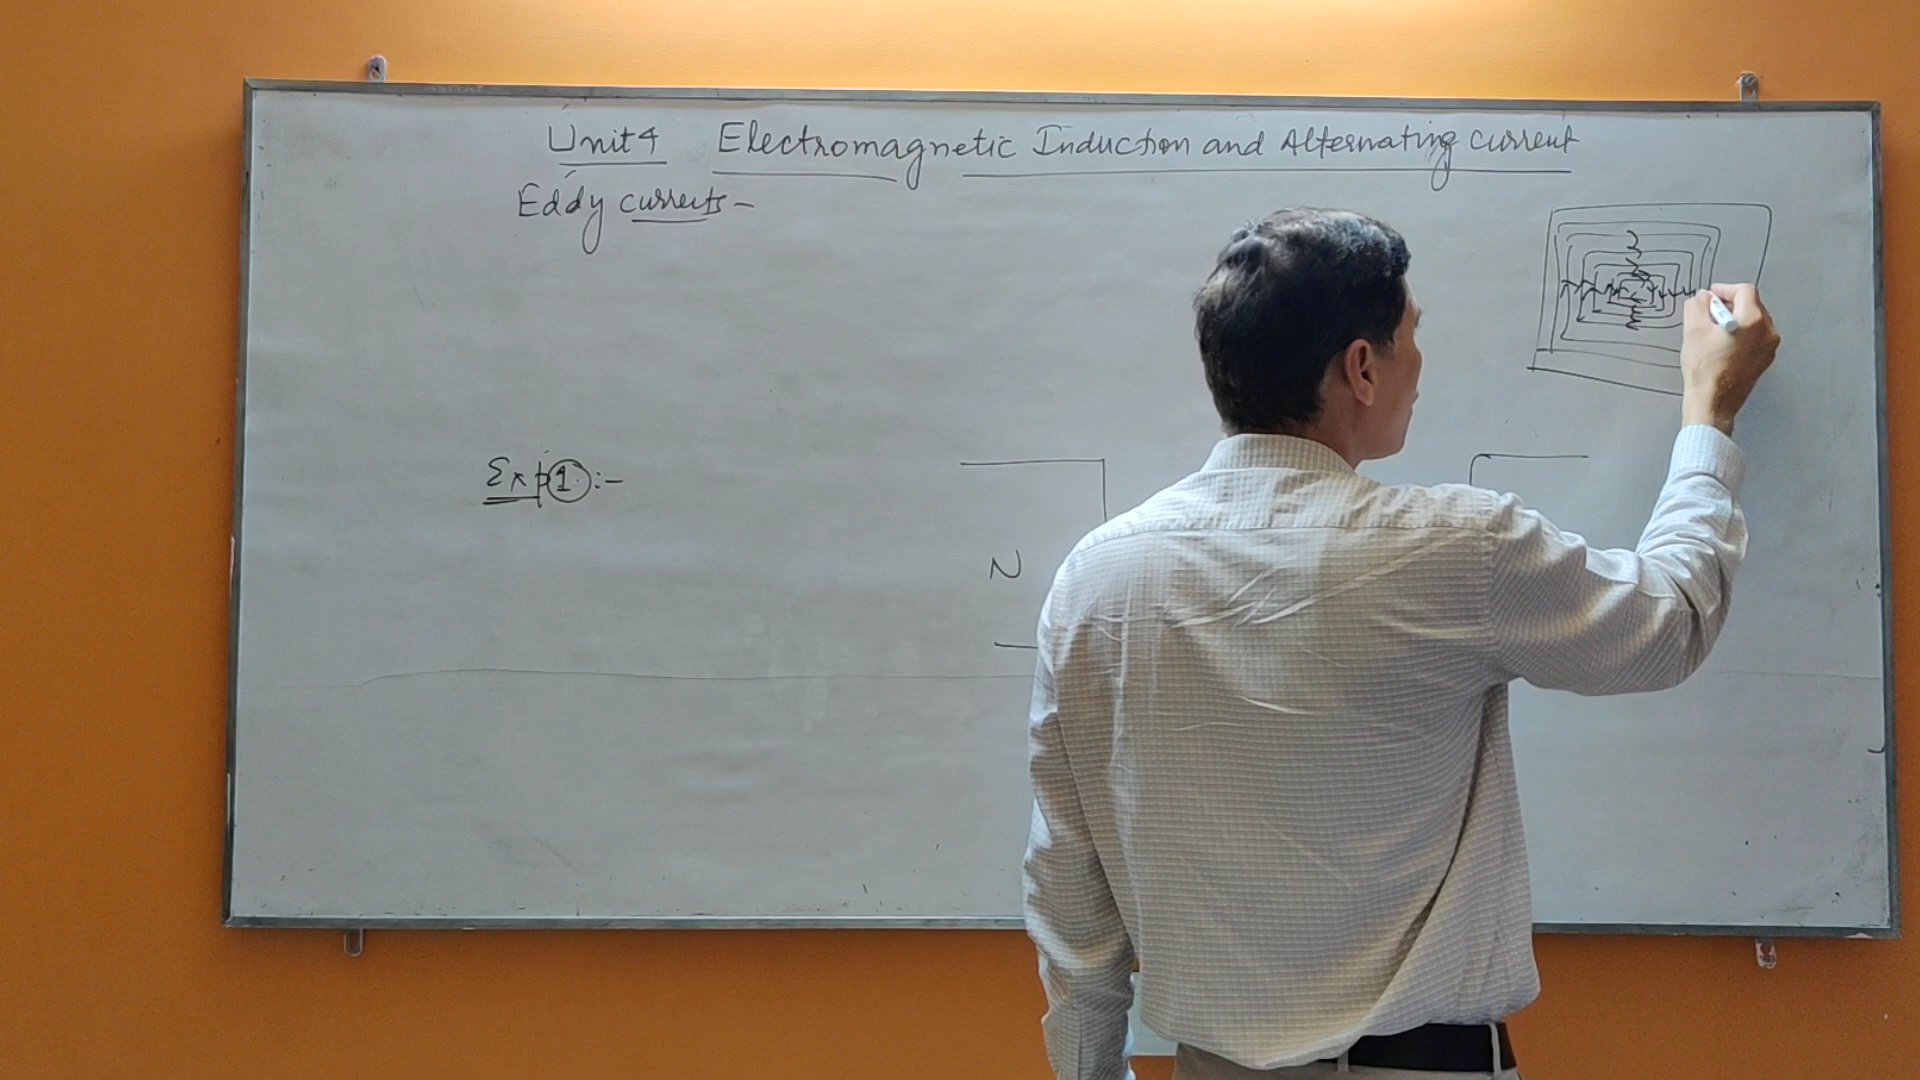 Unit 4 Electromagnetic Induction and Alternating current
Eddy currents -
Exp 1 :-
N